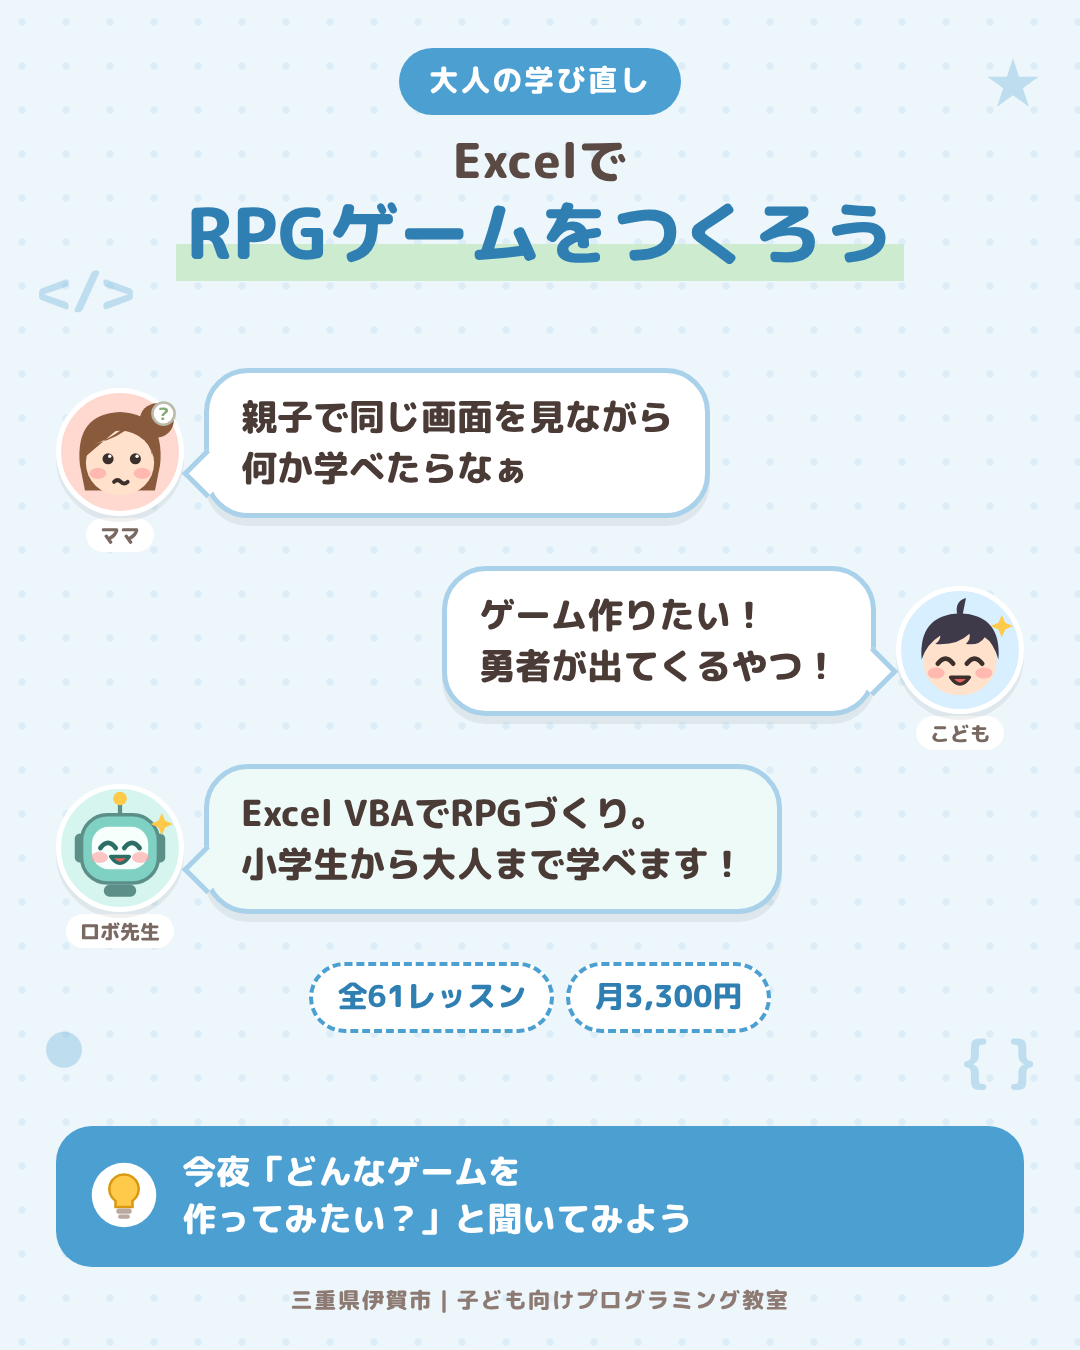 大人の学び直し
Excelで
RPGゲームをつくろう
</>
?
親子で同じ画面を見ながら
何か学べたらなぁ
ママ
ゲーム作りたい！
勇者が出てくるやつ！
こども
Excel VBAでRPGづくり。
小学生から大人まで学べます！
ロボ先生
全61レッスン
月3,300円
{ }
今夜「どんなゲームを
作ってみたい？」と聞いてみよう
三重県伊賀市｜子ども向けプログラミング教室